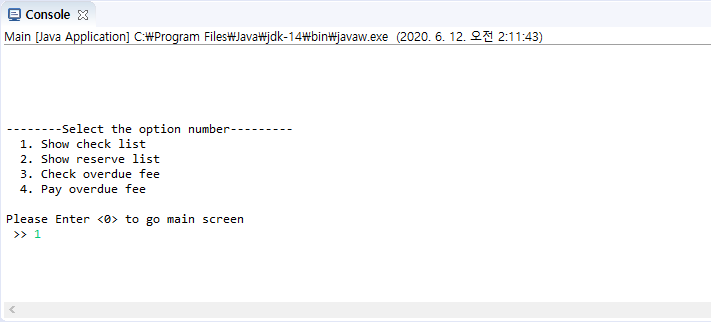 Console
Main [Java Application] C:₩Program Files₩Java₩jdk-14₩bin₩javaw.exe (2020. 6. 12. 오전 2:11:43)
--------Select the option number---------
1. Show check list
2. Show reserve list
3. Check overdue fee
4. Pay overdue fee
Please Enter <0> to go main screen
>> 1